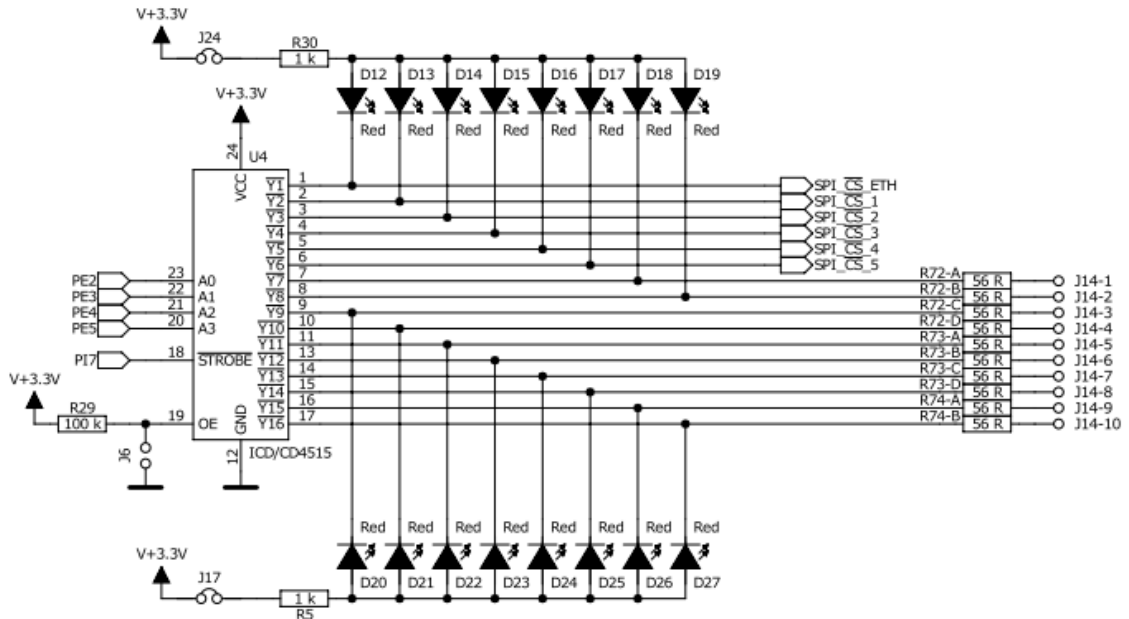 V+3.3V
J24
R30
1 k
D12 D13 D14 D15 D16 D17 D18 D19
Red Red Red Red Red Red Red Red
V+3.3V
24
U4
VCC
Y1 1 SPI_CS_ETH
Y2 2 SPI_CS_1
Y3 3 SPI_CS_2
Y4 4 SPI_CS_3
Y5 5 SPI_CS_4
Y6 6 SPI_CS_5
PE2 23 A0 Y7 7 R72-A 56 R J14-1
PE3 22 A1 Y8 8 R72-B 56 R J14-2
PE4 21 A2 Y9 9 R72-C 56 R J14-3
PE5 20 A3 Y10 10 R72-D 56 R J14-4
Y11 11 R73-A 56 R J14-5
PI7 18 STROBE Y12 13 R73-B 56 R J14-6
Y13 14 R73-C 56 R J14-7
V+3.3V
Y14 15 R73-D 56 R J14-8
R29
Y15 16 R74-A 56 R J14-9
100 k 19 OE GND Y16 17 R74-B 56 R J14-10
J6
12
ICD/CD4515
Red Red Red Red Red Red Red Red
V+3.3V
J17
D20 D21 D22 D23 D24 D25 D26 D27
1 k
R5